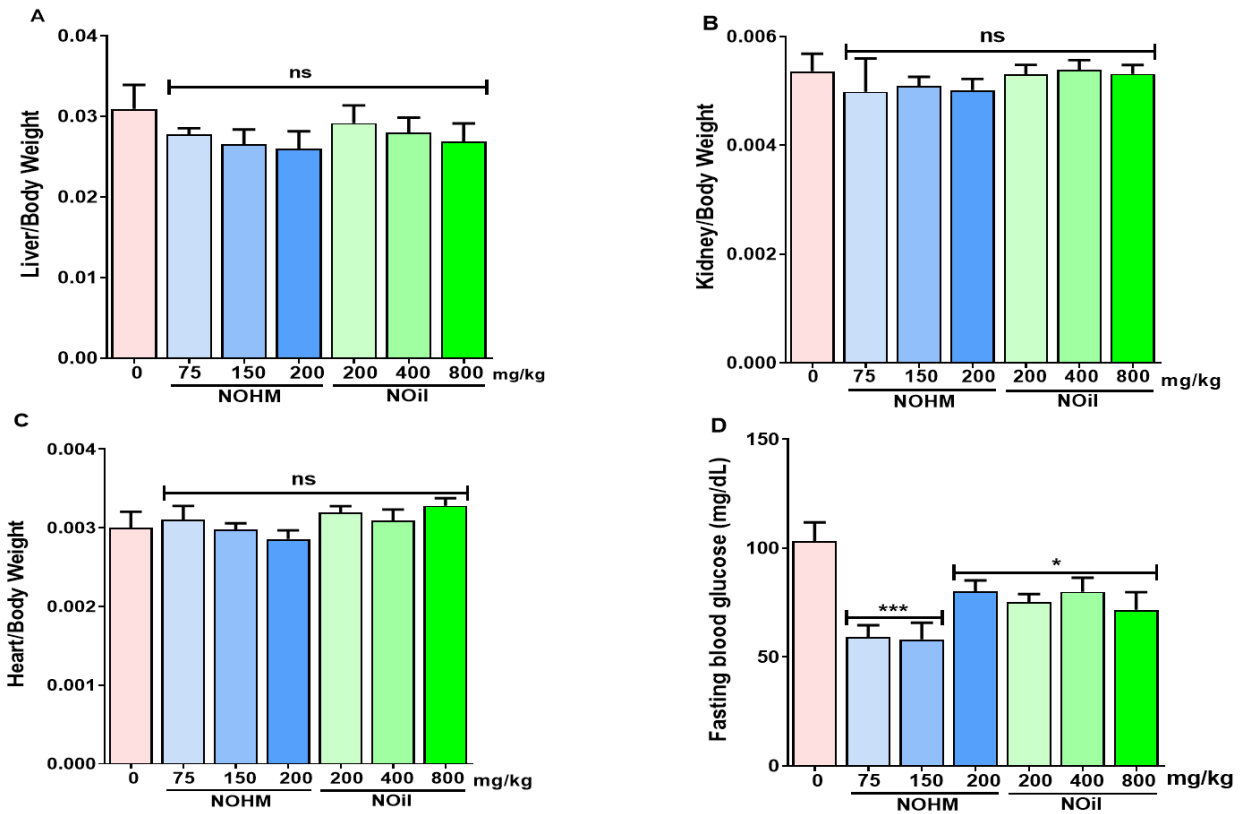 A
Liver/Body Weight
0.04
0.03
0.02
0.01
0.00
ns
0 75 150 200 200 400 800 mg/kg
NOHM NOil
B
Kidney/Body Weight
0.006
0.004
0.002
0.000
ns
0 75 150 200 200 400 800 mg/kg
NOHM NOil
C
Heart/Body Weight
0.004
0.003
0.002
0.001
0.000
ns
0 75 150 200 200 400 800 mg/kg
NOHM NOil
D
Fasting blood glucose (mg/dL)
150
100
50
0
***
*
0 75 150 200 200 400 800 mg/kg
NOHM NOil